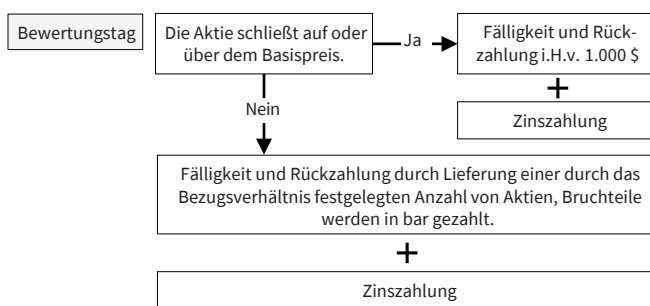 Bewertungstag
Die Aktie schließt auf oder
über dem Basispreis.
Ja
Fälligkeit und Rück-
zahlung i.H.v. 1.000 $
+
Zinszahlung
Nein
Fälligkeit und Rückzahlung durch Lieferung einer durch das
Bezugsverhältnis festgelegten Anzahl von Aktien, Bruchteile
werden in bar gezahlt.
+
Zinszahlung